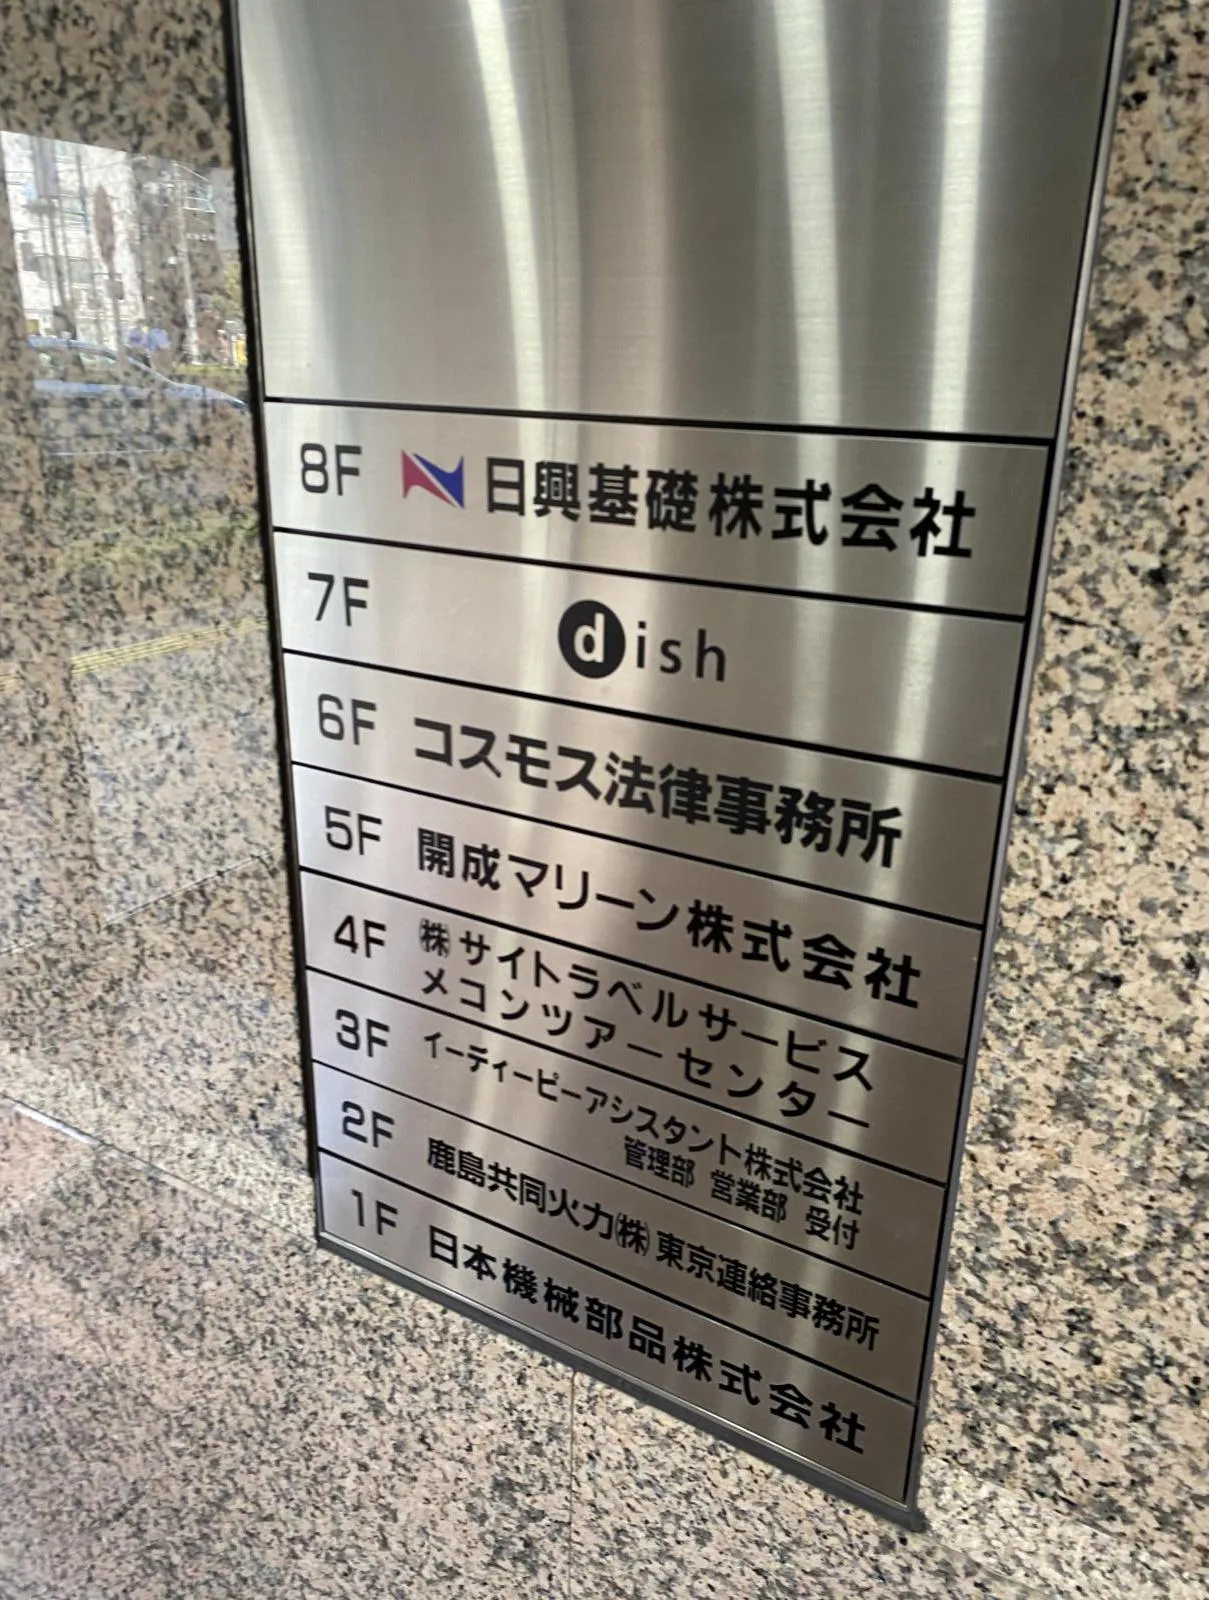 8F 日興基礎株式会社
7F dish
6F コスモス法律事務所
5F 開成マリーン株式会社
4F ㈱サイトラベルサービス
メコンツアーセンター
3F イーティーピーアシスタント株式会社
管理部 営業部 受付
2F 鹿島共同火力㈱東京連絡事務所
1F 日本機械部品株式会社